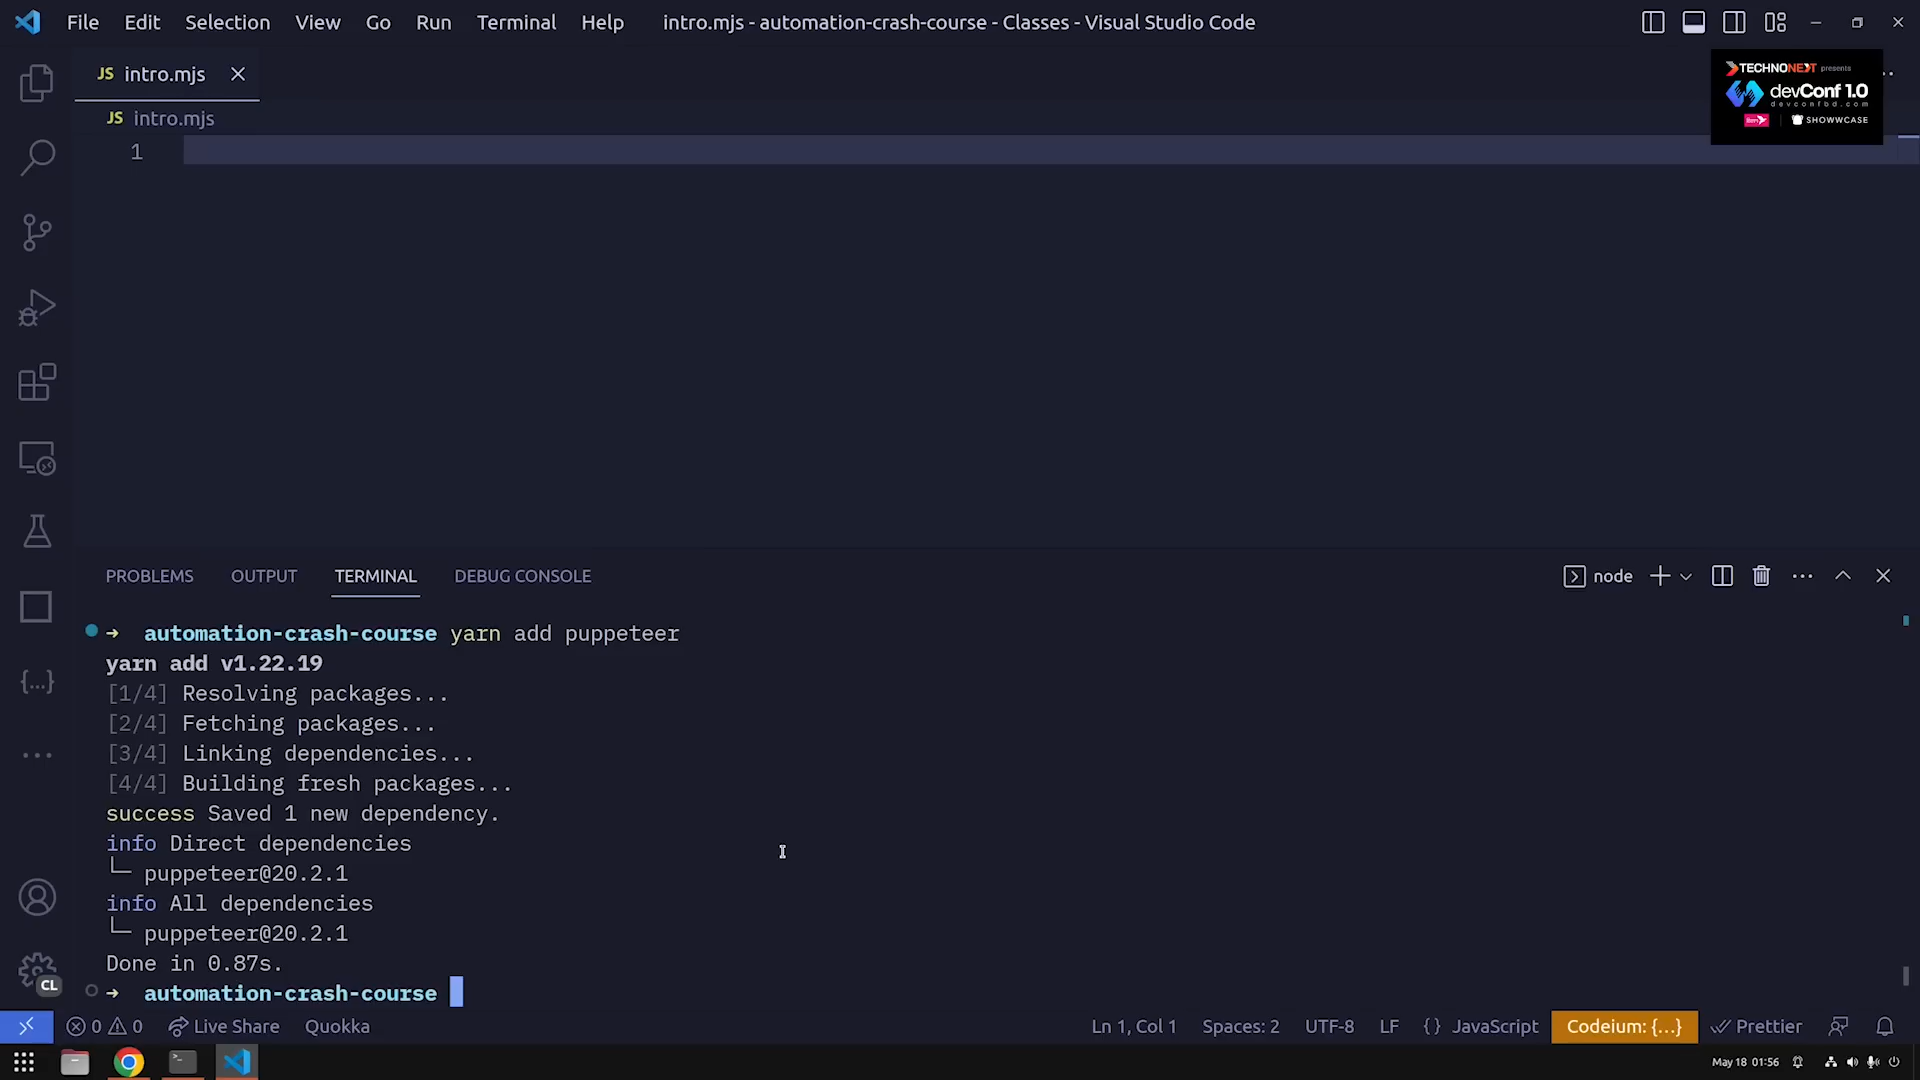 File Edit Selection View Go Run Terminal Help intro.mjs - automation-crash-course - Classes - Visual Studio Code
JS intro.mjs
TECHNONEXT presents
devConf 1.0
devconfbd.com
SHOWWCASE
JS intro.mjs
1
PROBLEMS OUTPUT TERMINAL DEBUG CONSOLE node
→ automation-crash-course yarn add puppeteer
yarn add v1.22.19
[1/4] Resolving packages...
[2/4] Fetching packages...
[3/4] Linking dependencies...
[4/4] Building fresh packages...
success Saved 1 new dependency.
info Direct dependencies
└─ puppeteer@20.2.1
info All dependencies
└─ puppeteer@20.2.1
Done in 0.87s.
→ automation-crash-course
CL
0 0 Live Share Quokka Ln 1, Col 1 Spaces: 2 UTF-8 LF {} JavaScript Codeium: {...} Prettier
May 18 01:56